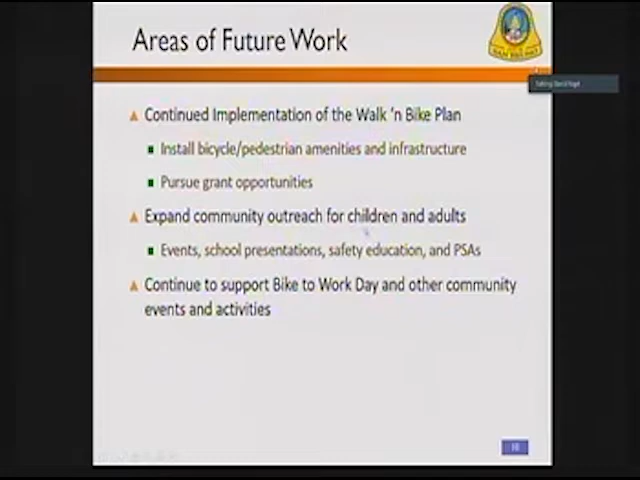 Areas of Future Work
SAN BRUNO
Continued Implementation of the Walk 'n Bike Plan
Install bicycle/pedestrian amenities and infrastructure
Pursue grant opportunities
Expand community outreach for children and adults
Events, school presentations, safety education, and PSAs
Continue to support Bike to Work Day and other community
events and activities